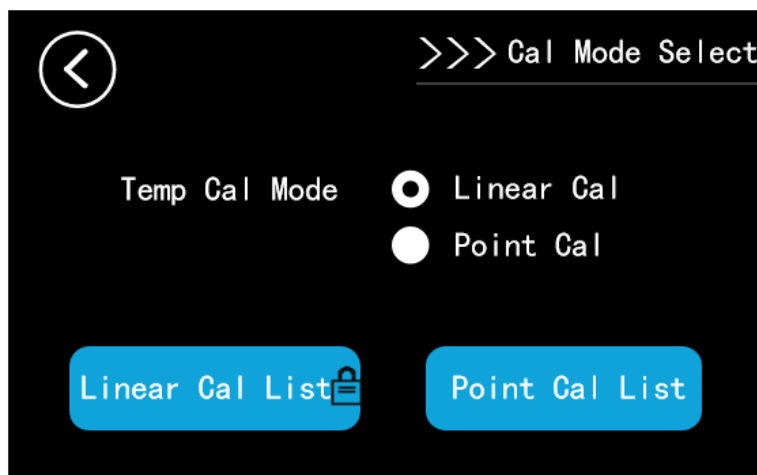 >>> Cal Mode Select
Temp Cal Mode
Linear Cal
Point Cal
Linear Cal List
Point Cal List